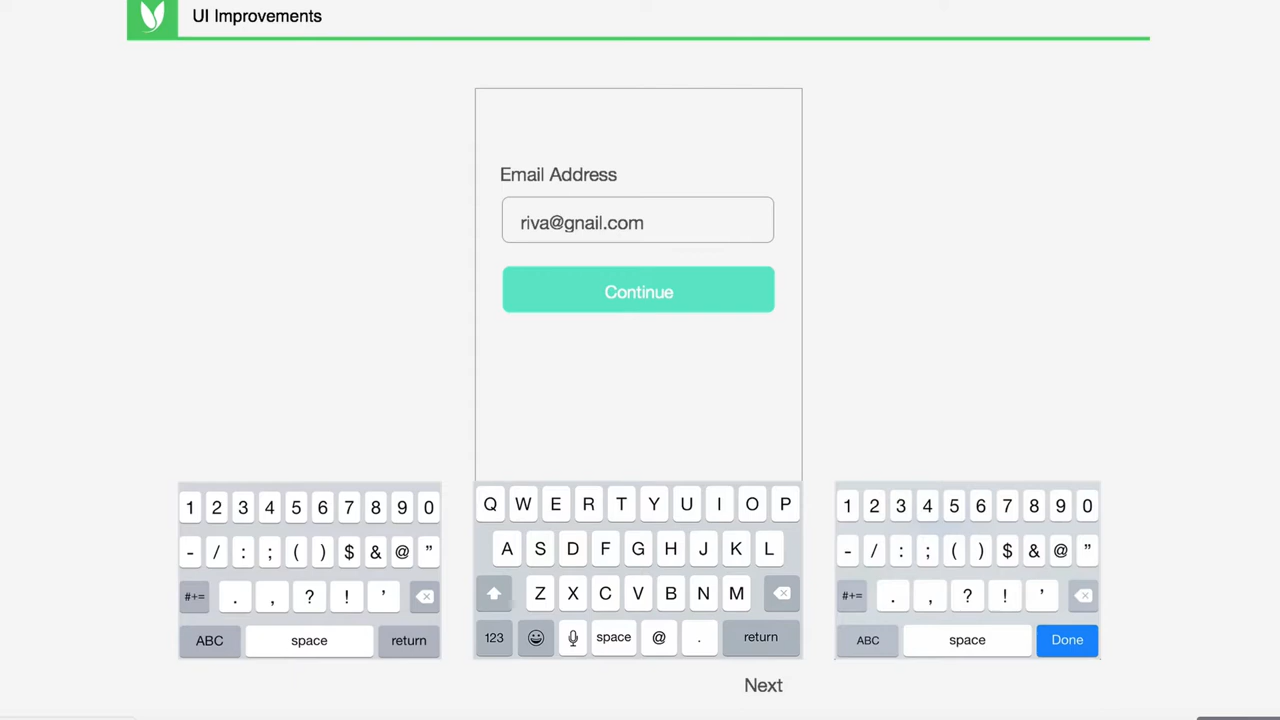 UI Improvements
Email Address
riva@gnail.com
Continue
1 2 3 4 5 6 7 8 9 0
- / : ; ( ) $ & @ "
#+= . , ? ! '
ABC space return
Q W E R T Y U I O P
A S D F G H J K L
Z X C V B N M
123 space @ . return
1 2 3 4 5 6 7 8 9 0
- / : ; ( ) $ & @ "
#+= . , ? ! '
ABC space Done
Next